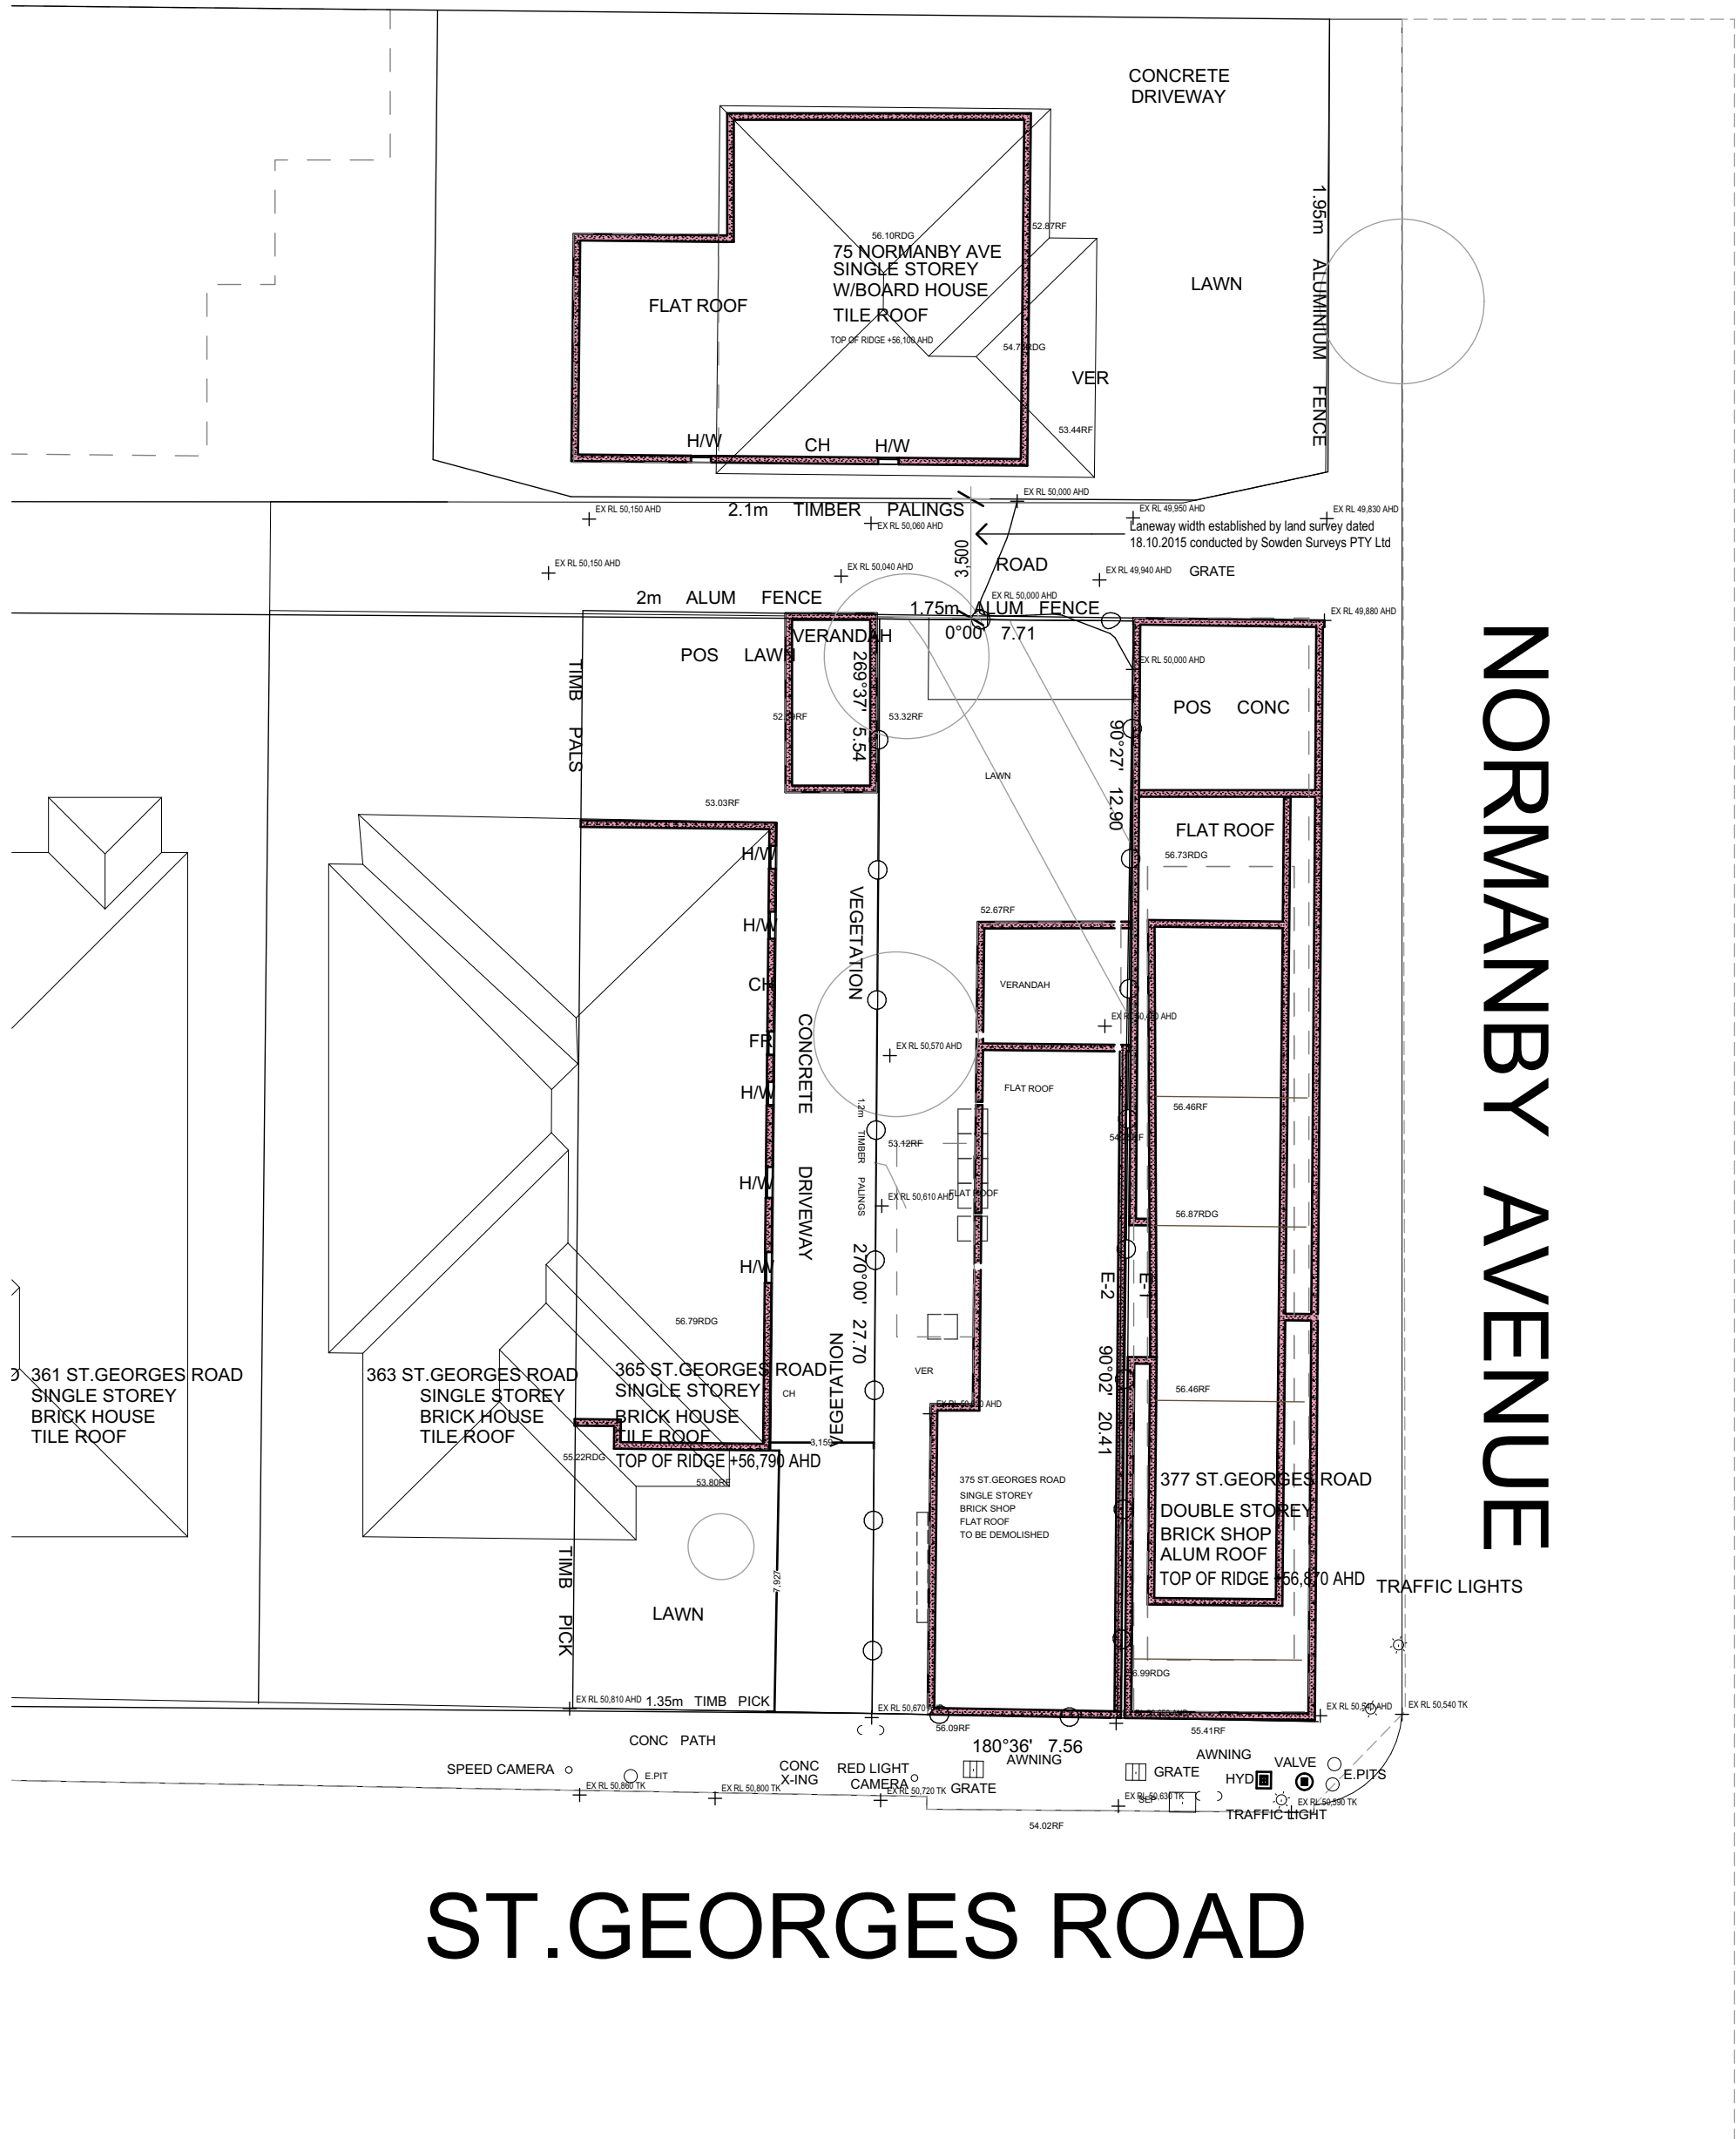 CONCRETE
DRIVEWAY
1.95m ALUMINIUM FENCE
56.10RDG
52.87RF
75 NORMANBY AVE
SINGLE STOREY
W/BOARD HOUSE
TILE ROOF
TOP OF RIDGE +56,100 AHD
FLAT ROOF
LAWN
VER
53.44RF
H/W
CH
H/W
EX RL 50,000 AHD
2.1m TIMBER PALINGS
EX RL 50,150 AHD
EX RL 50,060 AHD
EX RL 49,950 AHD
EX RL 49,830 AHD
Laneway width established by land survey dated
18.10.2015 conducted by Sowden Surveys PTY Ltd
3,500
ROAD
EX RL 50,150 AHD
EX RL 50,040 AHD
EX RL 49,940 AHD
GRATE
2m ALUM FENCE
EX RL 50,000 AHD
1.75m ALUM FENCE
EX RL 49,880 AHD
0°00' 7.71
VERANDAH
POS LAWN
TIMB PALS
269°37' 5.54
EX RL 50,000 AHD
POS CONC
53.32RF
90°27' 12.90
LAWN
53.03RF
FLAT ROOF
56.73RDG
H/W
H/W
CH
FR
H/W
H/W
H/W
VEGETATION
52.67RF
VERANDAH
CONCRETE DRIVEWAY
EX RL 50,570 AHD
FLAT ROOF
1.2m TIMBER PALINGS
53.12RF
56.46RF
EX RL 50,610 AHD
FLAT ROOF
56.87RDG
270°00' 27.70
E-2
E-1
90°02' 20.41
56.79RDG
VEGETATION
VER
CH
361 ST.GEORGES ROAD
SINGLE STOREY
BRICK HOUSE
TILE ROOF
363 ST.GEORGES ROAD
SINGLE STOREY
BRICK HOUSE
TILE ROOF
365 ST.GEORGES ROAD
SINGLE STOREY
BRICK HOUSE
TILE ROOF
TOP OF RIDGE +56,790 AHD
3,159
55.22RDG
53.80RF
56.46RF
375 ST.GEORGES ROAD
SINGLE STOREY
BRICK SHOP
FLAT ROOF
TO BE DEMOLISHED
377 ST.GEORGES ROAD
DOUBLE STOREY
BRICK SHOP
ALUM ROOF
TOP OF RIDGE +56,870 AHD
TRAFFIC LIGHTS
NORMANBY AVENUE
TIMB PICK
7,927
LAWN
EX RL 50,810 AHD
1.35m TIMB PICK
EX RL 50,670
EX RL 50,540 TK
56.09RF
55.41RF
CONC PATH
180°36' 7.56
AWNING
AWNING
SPEED CAMERA
E.PIT
CONC
X-ING
RED LIGHT
CAMERA
GRATE
GRATE
HYD
VALVE
E.PITS
EX RL 50,860 TK
EX RL 50,800 TK
EX RL 50,720 TK
EX RL 50,630 TK
EX RL 50,590 TK
TRAFFIC LIGHT
54.02RF
ST.GEORGES ROAD